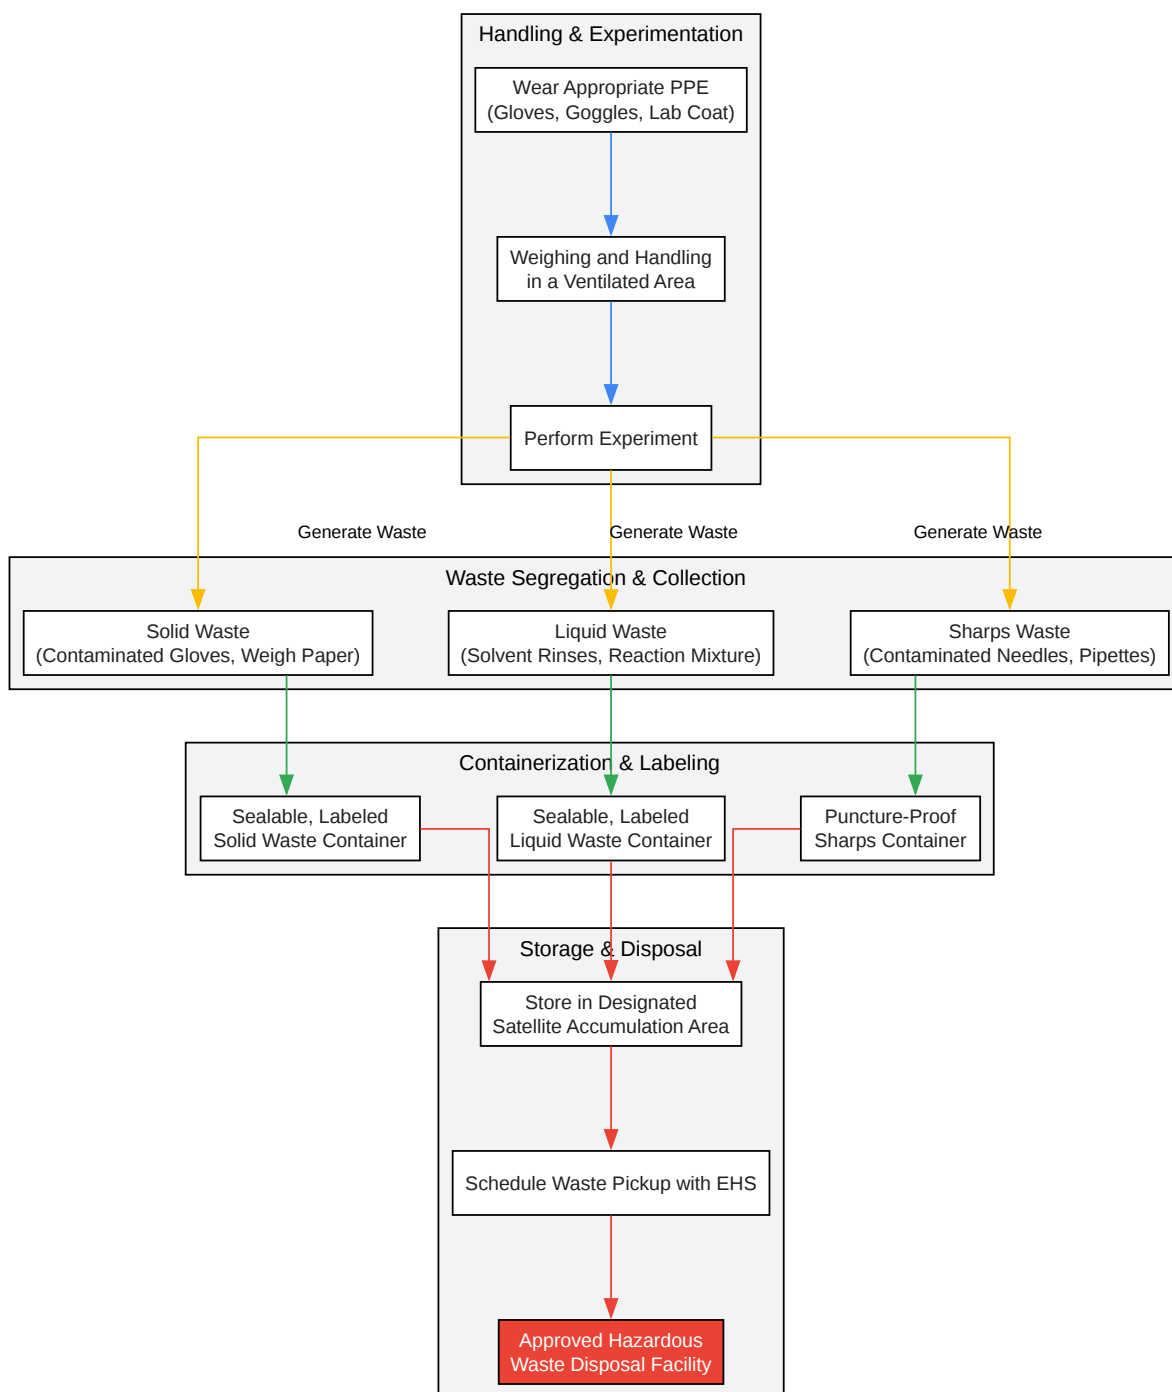 Handling & Experimentation
Wear Appropriate PPE
(Gloves, Goggles, Lab Coat)
Weighing and Handling
in a Ventilated Area
Perform Experiment
Generate Waste
Generate Waste
Generate Waste
Waste Segregation & Collection
Solid Waste
(Contaminated Gloves, Weigh Paper)
Liquid Waste
(Solvent Rinses, Reaction Mixture)
Sharps Waste
(Contaminated Needles, Pipettes)
Containerization & Labeling
Sealable, Labeled
Solid Waste Container
Sealable, Labeled
Liquid Waste Container
Puncture-Proof
Sharps Container
Storage & Disposal
Store in Designated
Satellite Accumulation Area
Schedule Waste Pickup with EHS
Approved Hazardous
Waste Disposal Facility